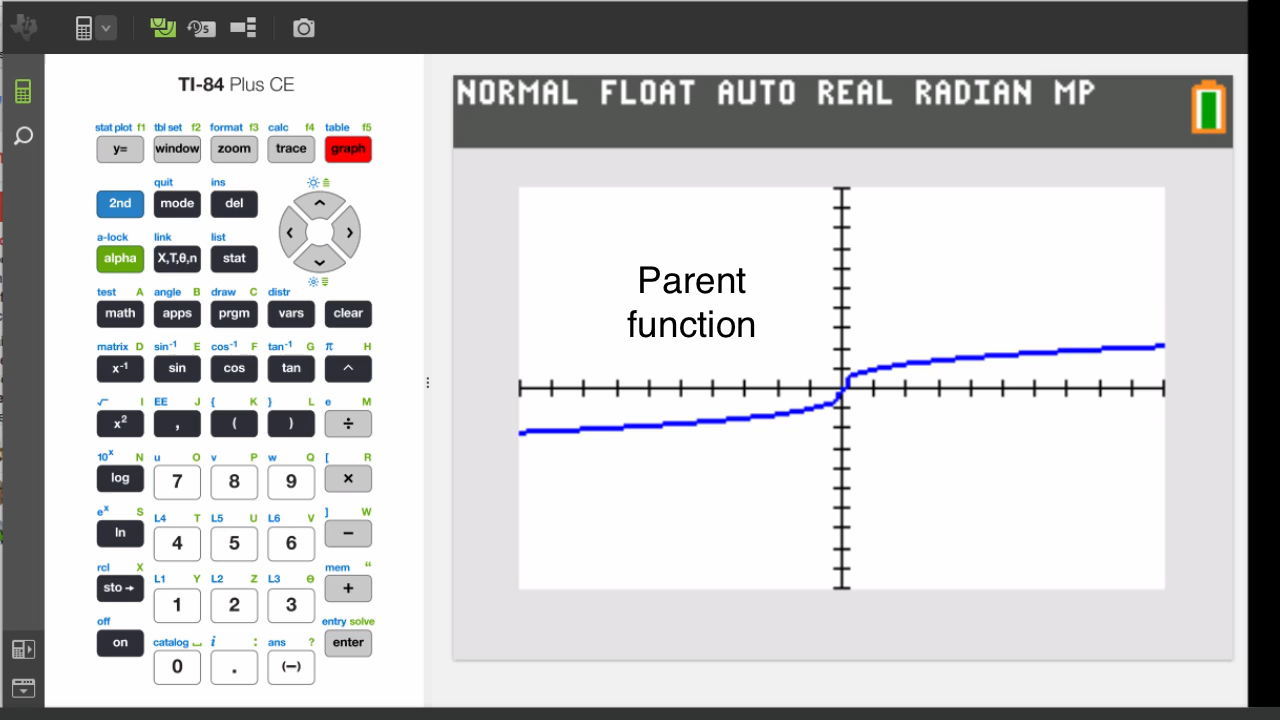 TI-84 Plus CE
NORMAL FLOAT AUTO REAL RADIAN MP
stat plot f1 tbl set f2 format f3 calc f4 table f5
y= window zoom trace graph
quit ins
2nd mode del
a-lock link list
alpha X,T,θ,n stat
test A angle B draw C distr
math apps prgm vars clear
matrix D sin⁻¹ E cos⁻¹ F tan⁻¹ G π H
x⁻¹ sin cos tan ^
√ I EE J { K } L e M
x² , ( ) ÷
10ˣ N u O v P w Q [ R
log 7 8 9 ×
eˣ S L4 T L5 U L6 V ] W
ln 4 5 6 −
rcl X L1 Y L2 Z L3 θ mem “
sto→ 1 2 3 +
off catalog ⎵ i : ans ? entry solve
on 0 . (−) enter
Parent
function